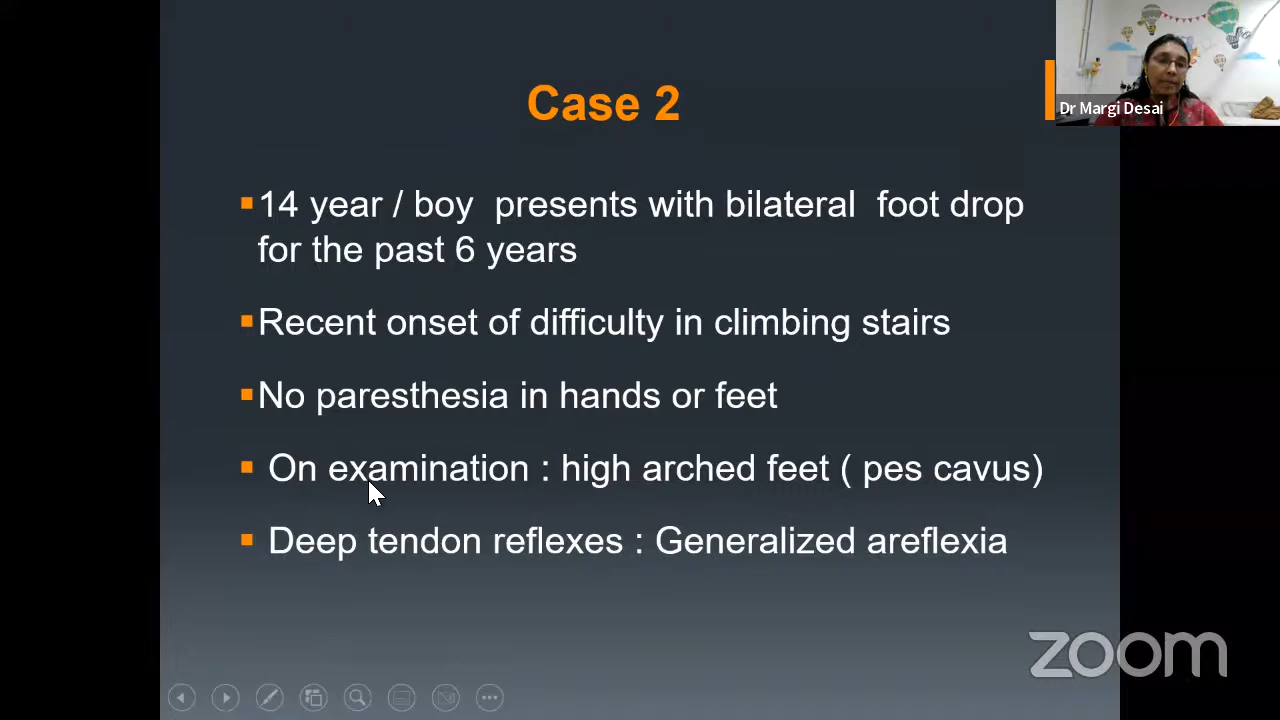 Case 2
Dr Margi Desai
14 year / boy presents with bilateral foot drop
for the past 6 years
Recent onset of difficulty in climbing stairs
No paresthesia in hands or feet
On examination : high arched feet ( pes cavus)
Deep tendon reflexes : Generalized areflexia
zoom